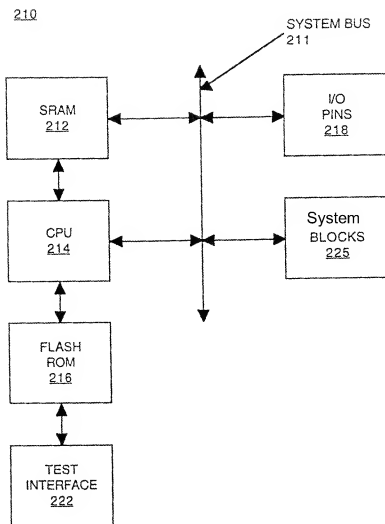 210
SYSTEM BUS
211
SRAM
212
I/O
PINS
218
CPU
214
System
BLOCKS
225
FLASH
ROM
216
TEST
INTERFACE
222